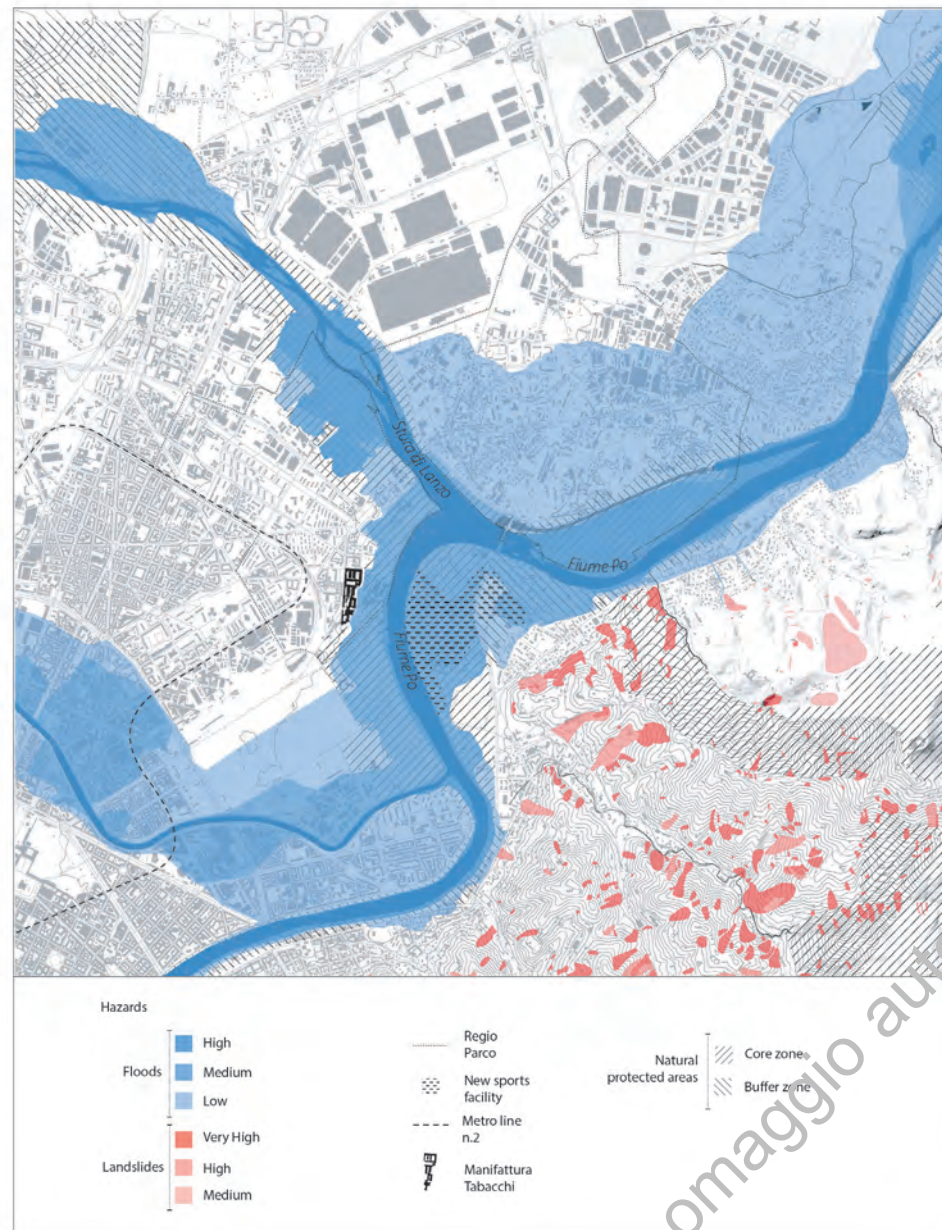 Stura di Lanzo
Fiume Po
Fiume Po
Hazards
Floods
High
Medium
Low
Landslides
Very High
High
Medium
Regio
Parco
New sports
facility
Metro line
n.2
Manifattura
Tabacchi
Natural
protected areas
Core zone
Buffer zone
omaggio aut